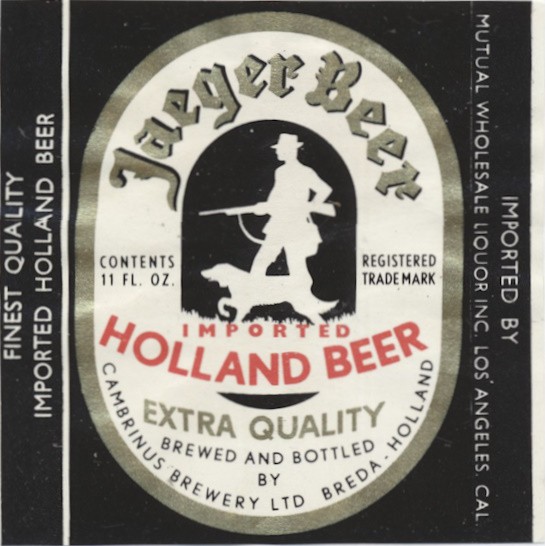 FINEST QUALITY
IMPORTED HOLLAND BEER
Jaeger Beer
CONTENTS
11 FL. OZ.
REGISTERED
TRADE MARK
IMPORTED
HOLLAND BEER
EXTRA QUALITY
BREWED AND BOTTLED
BY
CAMBRINUS BREWERY LTD BREDA - HOLLAND
IMPORTED BY
MUTUAL WHOLESALE LIQUOR INC. LOS ANGELES. CAL.